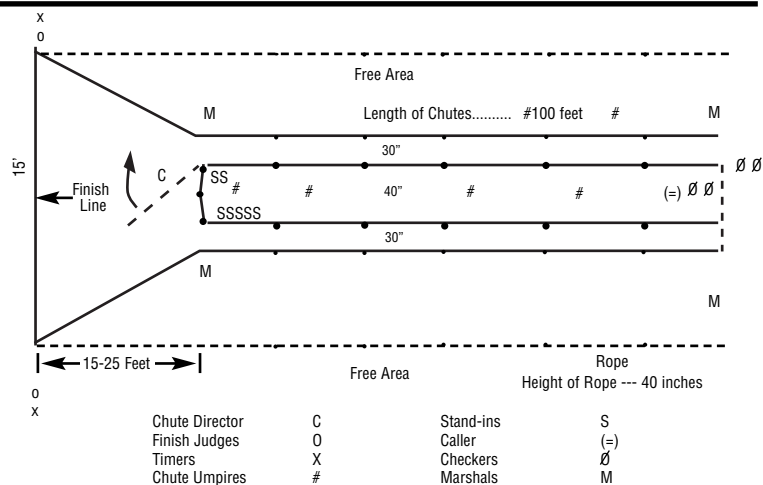 x
o
Free Area
M Length of Chutes.......... #100 feet # M
30"
15'
C SS # # 40" # # (=) Ø Ø Ø Ø
Finish
Line
SSSSS
30"
M M
15-25 Feet
Free Area
Rope
Height of Rope --- 40 inches
o
x
Chute Director C Stand-ins S
Finish Judges O Caller (=)
Timers X Checkers Ø
Chute Umpires # Marshals M